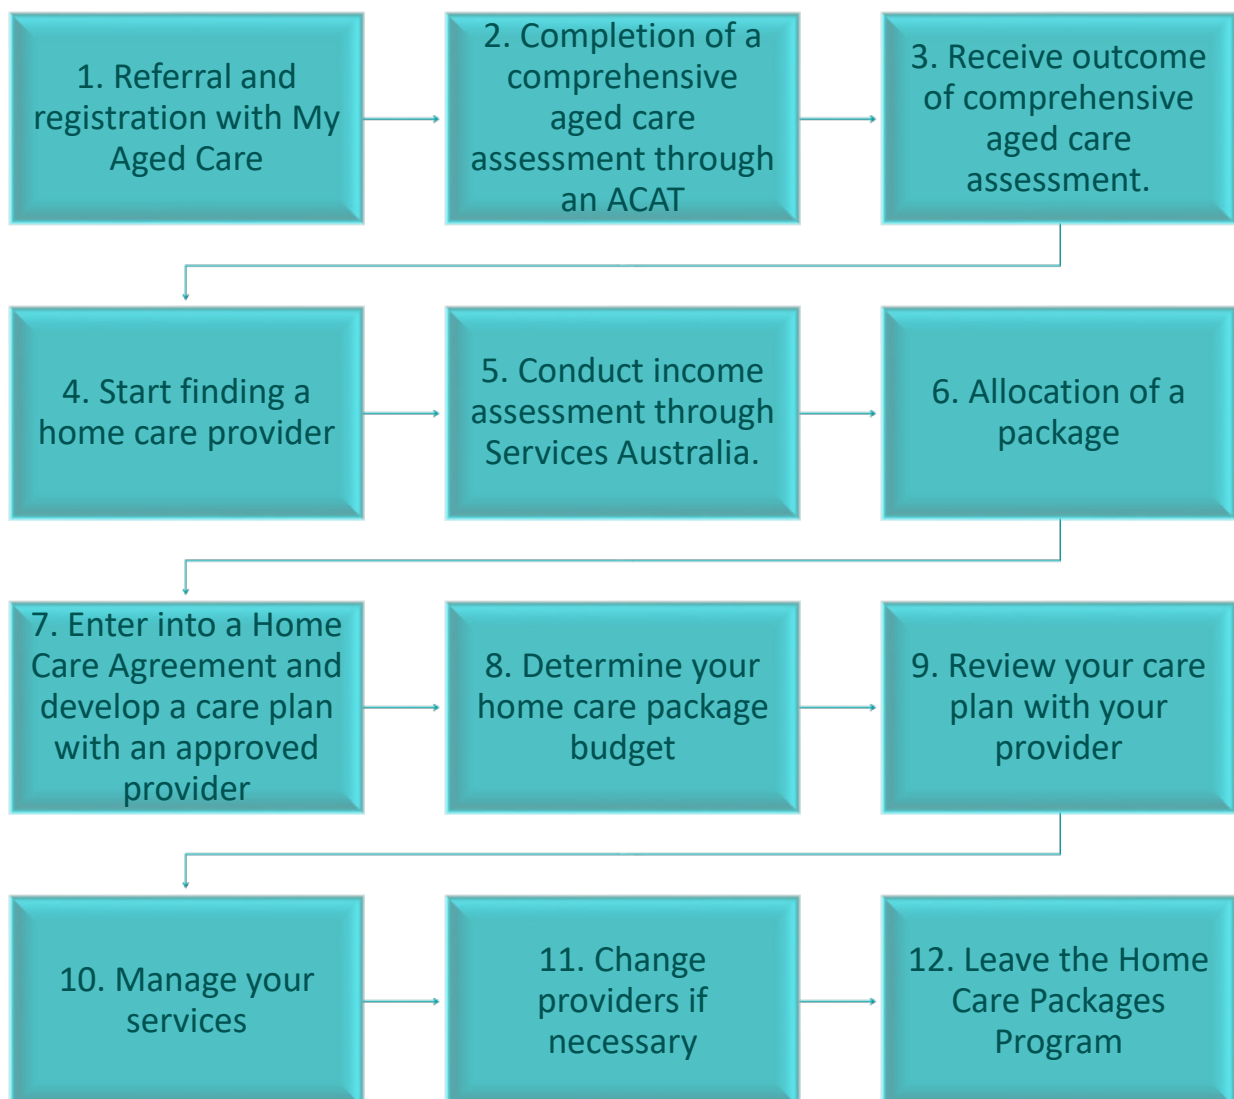 1. Referral and
registration with My
Aged Care
2. Completion of a
comprehensive
aged care
assessment through
an ACAT
3. Receive outcome
of comprehensive
aged care
assessment.
4. Start finding a
home care provider
5. Conduct income
assessment through
Services Australia.
6. Allocation of a
package
7. Enter into a Home
Care Agreement and
develop a care plan
with an approved
provider
8. Determine your
home care package
budget
9. Review your care
plan with your
provider
10. Manage your
services
11. Change
providers if
necessary
12. Leave the Home
Care Packages
Program